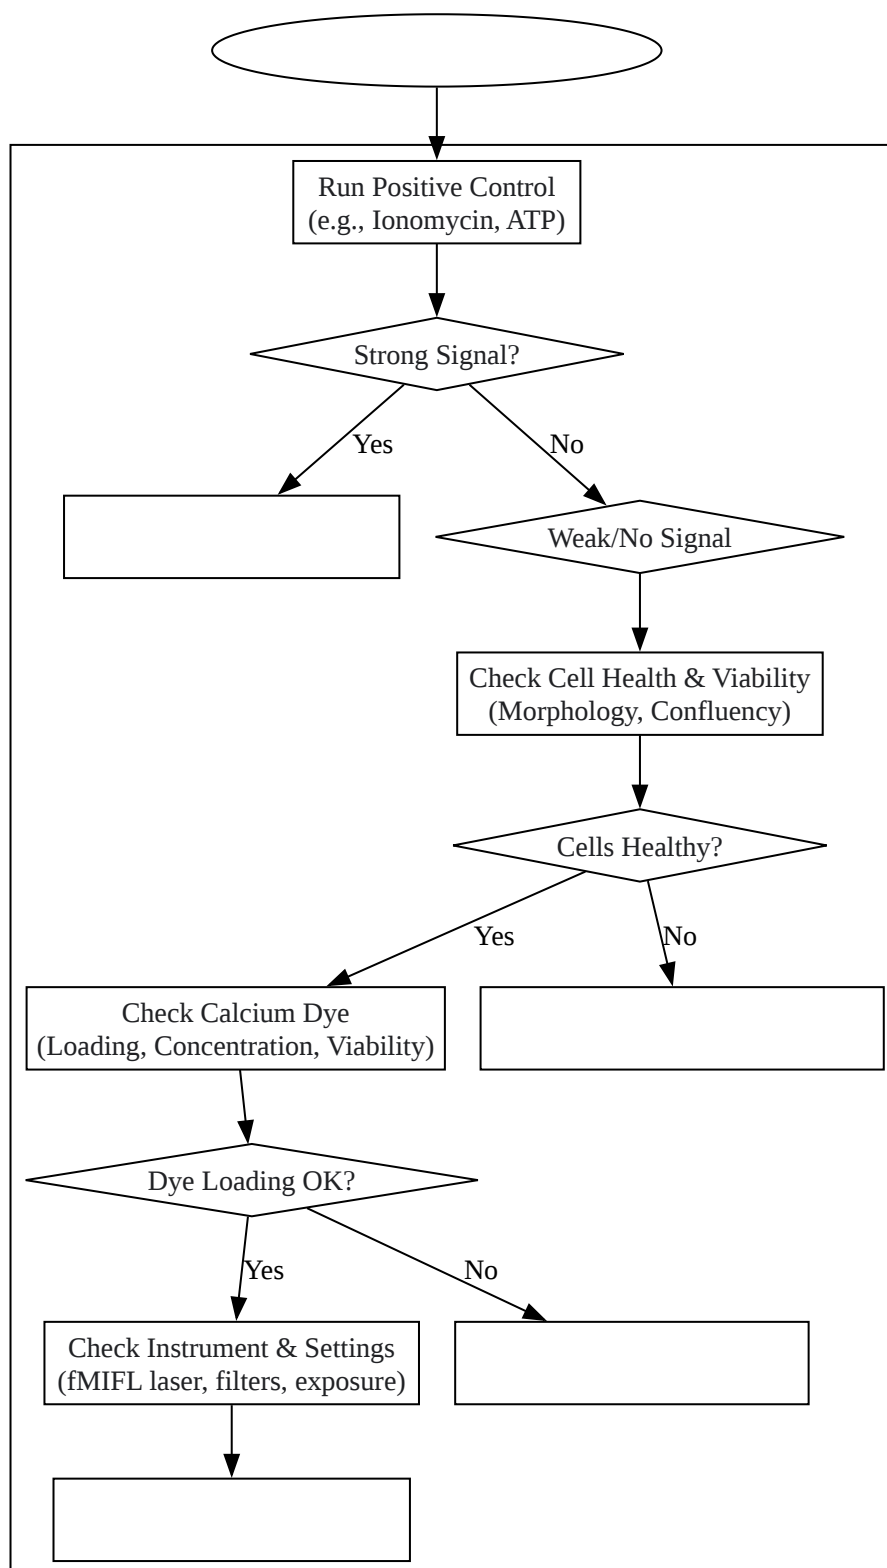 Run Positive Control
(e.g., Ionomycin, ATP)
Strong Signal?
Yes
No
Weak/No Signal
Check Cell Health & Viability
(Morphology, Confluency)
Cells Healthy?
Yes
No
Check Calcium Dye
(Loading, Concentration, Viability)
Dye Loading OK?
Yes
No
Check Instrument & Settings
(fMIFL laser, filters, exposure)